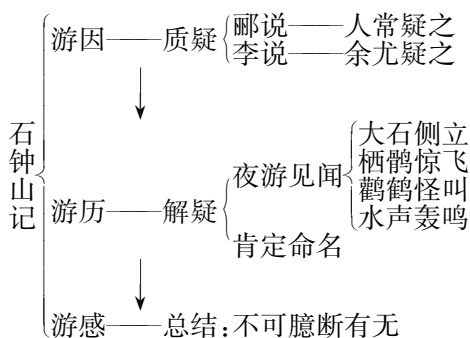 石钟山记
游因——质疑
郦说——人常疑之
李说——余尤疑之
游历——解疑
夜游见闻
大石侧立
栖鹘惊飞
鹳鹤怪叫
水声轰鸣
肯定命名
游感——总结：不可臆断有无